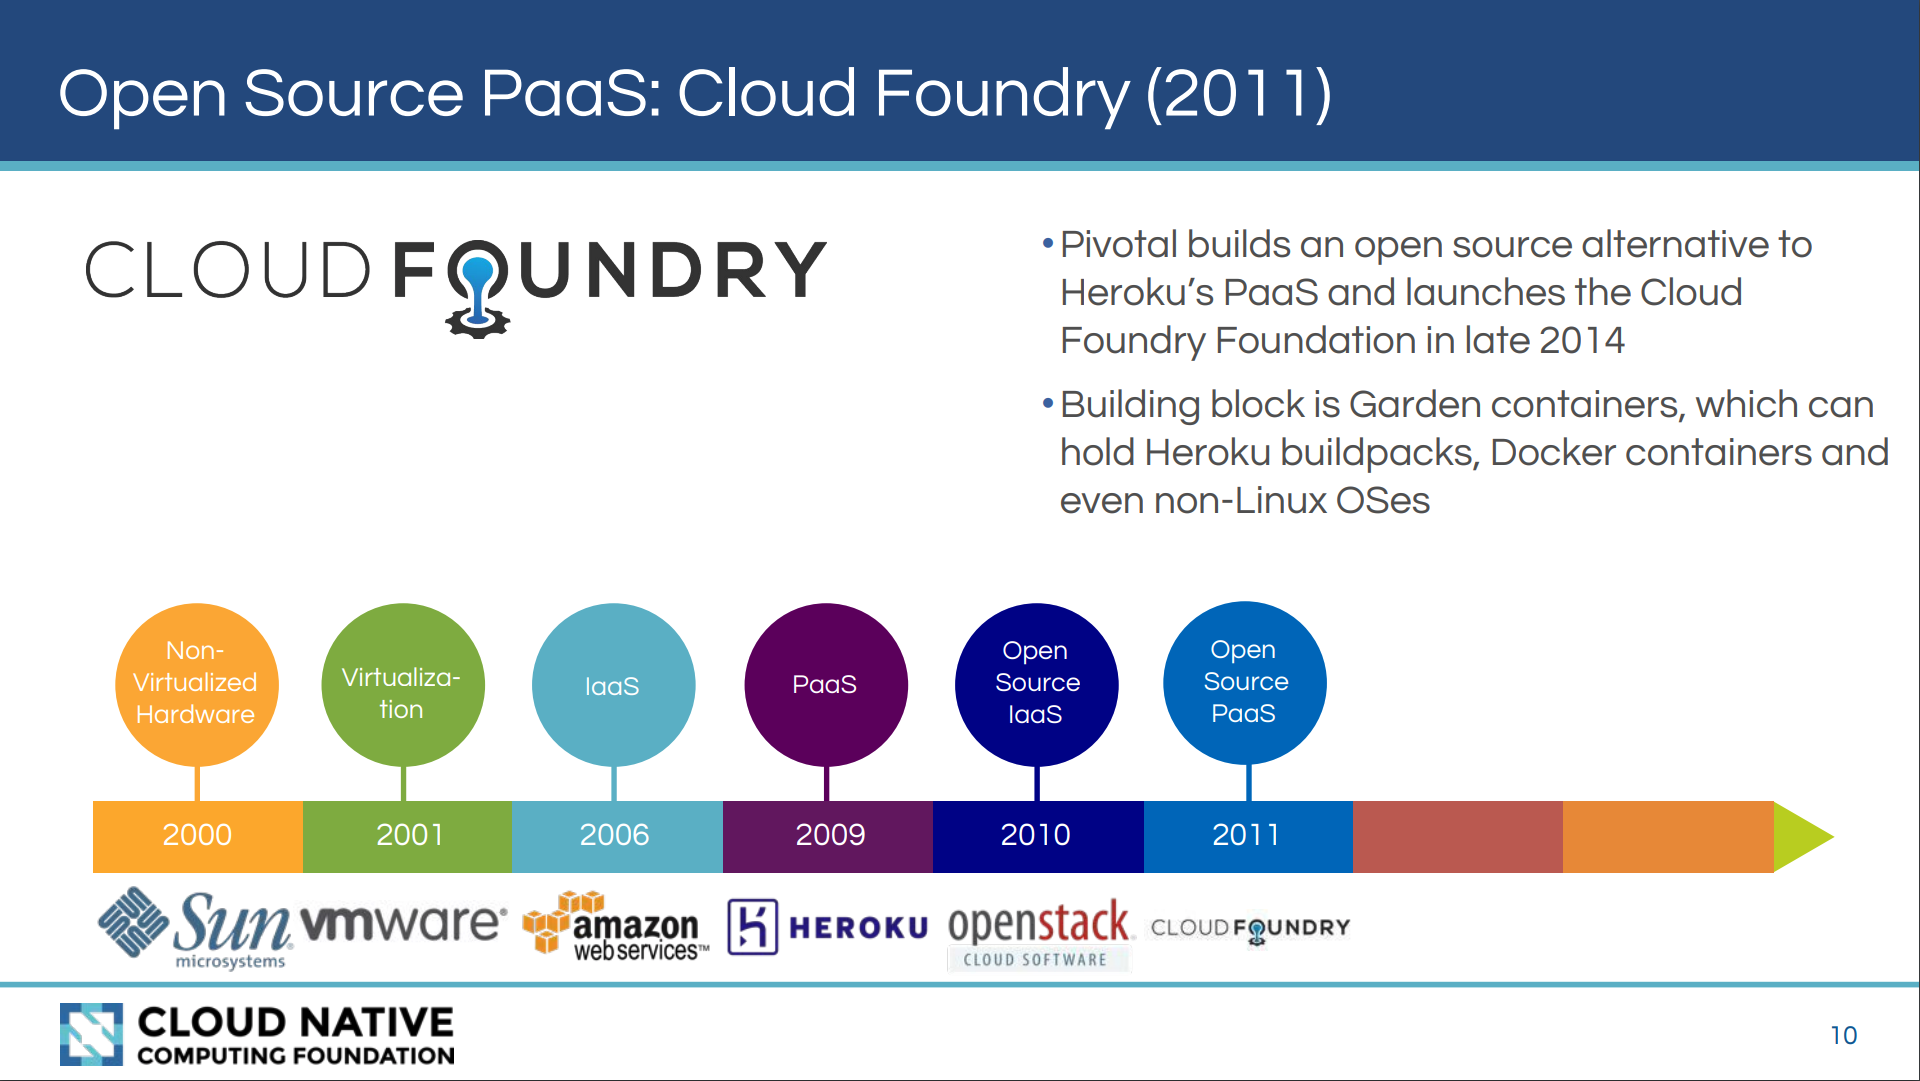 Open Source PaaS: Cloud Foundry (2011)
CLOUD FOUNDRY
•Pivotal builds an open source alternative to
Heroku’s PaaS and launches the Cloud
Foundry Foundation in late 2014
•Building block is Garden containers, which can
hold Heroku buildpacks, Docker containers and
even non-Linux OSes
Non-
Virtualized
Hardware
Virtualiza-
tion
IaaS
PaaS
Open
Source
IaaS
Open
Source
PaaS
2000
2001
2006
2009
2010
2011
Sun
microsystems
vmware
amazon
web services™
HEROKU
openstack
CLOUD SOFTWARE
CLOUD FOUNDRY
CLOUD NATIVE
COMPUTING FOUNDATION
10